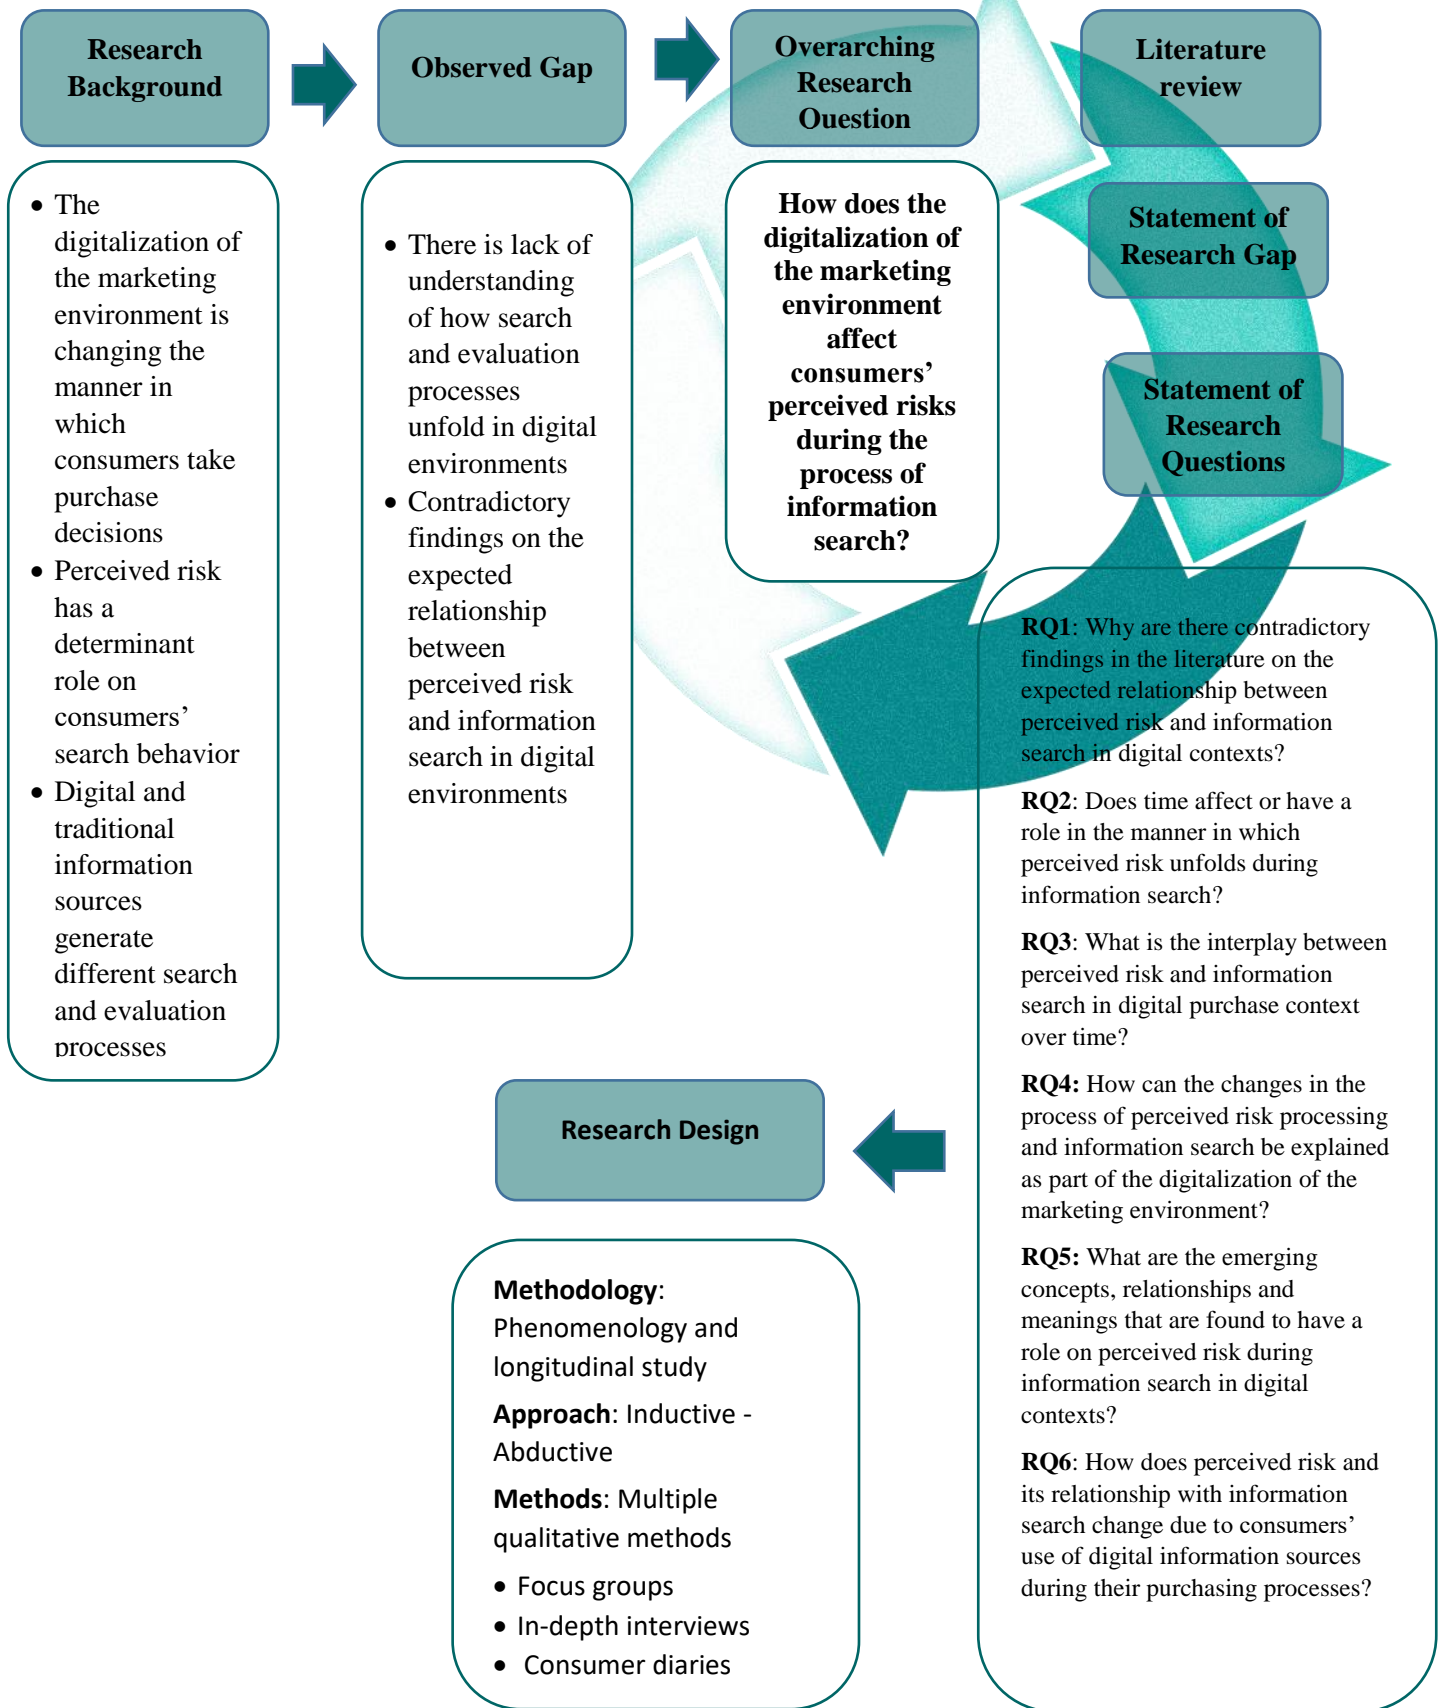 Research
Background
Observed Gap
Overarching
Research
Question
Literature
review
Statement of
Research Gap
Statement of
Research
Questions
• The
digitalization of
the marketing
environment is
changing the
manner in
which
consumers take
purchase
decisions
• Perceived risk
has a
determinant
role on
consumers’
search behavior
• Digital and
traditional
information
sources
generate
different search
and evaluation
processes
• There is lack of
understanding
of how search
and evaluation
processes
unfold in digital
environments
• Contradictory
findings on the
expected
relationship
between
perceived risk
and information
search in digital
environments
How does the
digitalization of
the marketing
environment
affect
consumers’
perceived risks
during the
process of
information
search?
RQ1: Why are there contradictory
findings in the literature on the
expected relationship between
perceived risk and information
search in digital contexts?
RQ2: Does time affect or have a
role in the manner in which
perceived risk unfolds during
information search?
RQ3: What is the interplay between
perceived risk and information
search in digital purchase context
over time?
RQ4: How can the changes in the
process of perceived risk processing
and information search be explained
as part of the digitalization of the
marketing environment?
RQ5: What are the emerging
concepts, relationships and
meanings that are found to have a
role on perceived risk during
information search in digital
contexts?
RQ6: How does perceived risk and
its relationship with information
search change due to consumers’
use of digital information sources
during their purchasing processes?
Research Design
Methodology:
Phenomenology and
longitudinal study
Approach: Inductive -
Abductive
Methods: Multiple
qualitative methods
• Focus groups
• In-depth interviews
• Consumer diaries